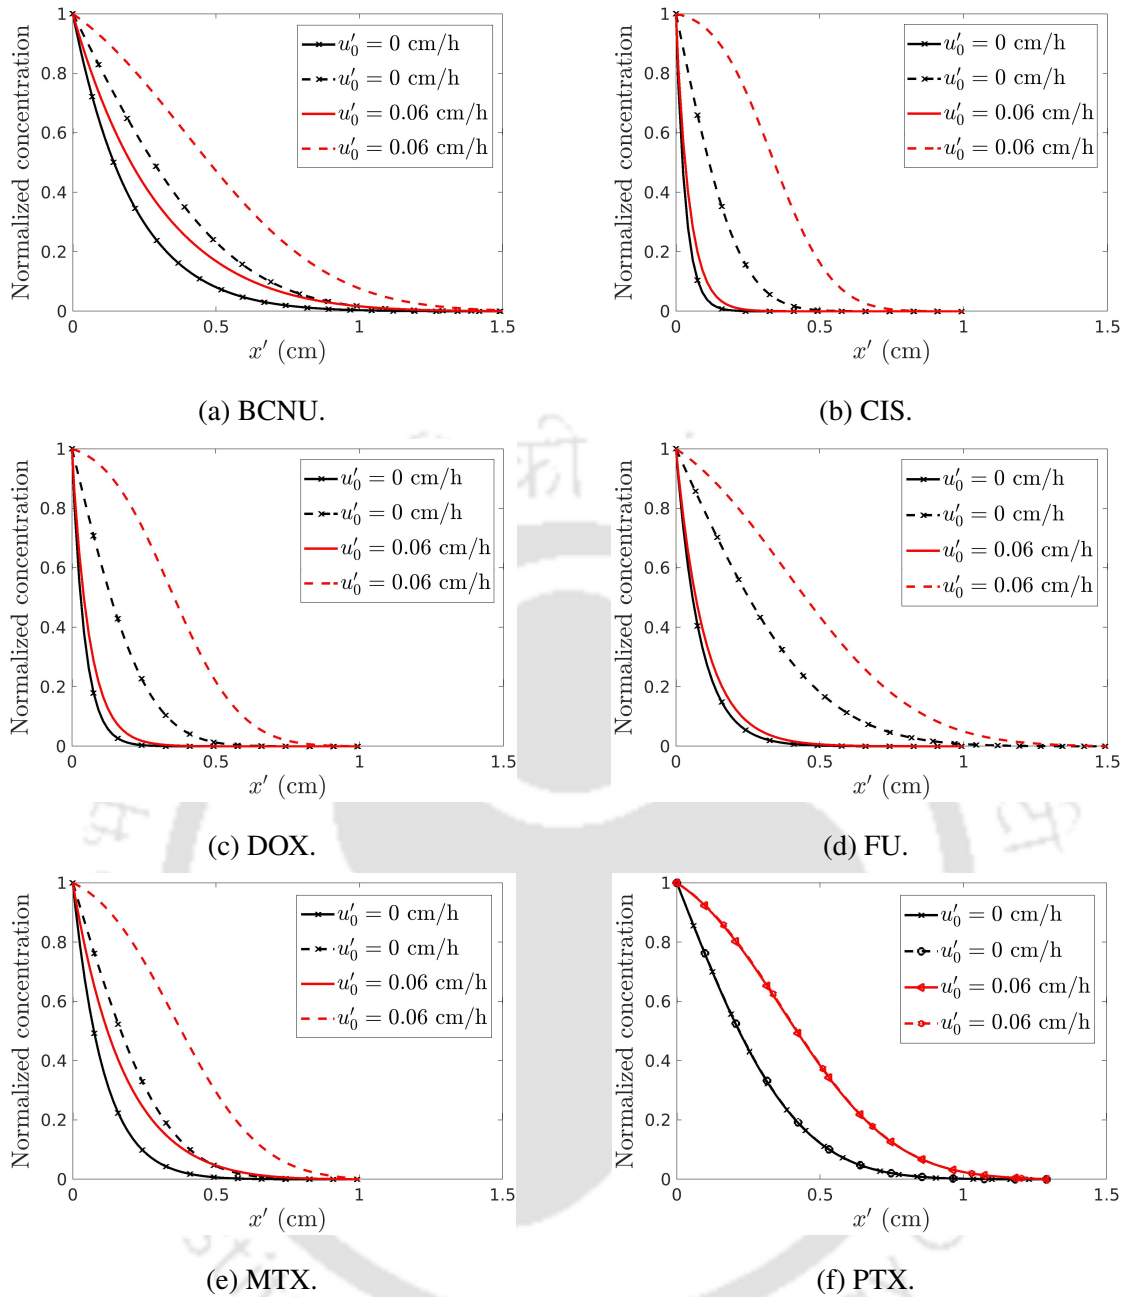 Normalized concentration
1
0.8
0.6
0.4
0.2
0
0 0.5 1 1.5
x′ (cm)
u′₀ = 0 cm/h
u′₀ = 0 cm/h
u′₀ = 0.06 cm/h
u′₀ = 0.06 cm/h
(a) BCNU.
Normalized concentration
1
0.8
0.6
0.4
0.2
0
0 0.5 1 1.5
x′ (cm)
u′₀ = 0 cm/h
u′₀ = 0 cm/h
u′₀ = 0.06 cm/h
u′₀ = 0.06 cm/h
(b) CIS.
Normalized concentration
1
0.8
0.6
0.4
0.2
0
0 0.5 1 1.5
x′ (cm)
u′₀ = 0 cm/h
u′₀ = 0 cm/h
u′₀ = 0.06 cm/h
u′₀ = 0.06 cm/h
(c) DOX.
Normalized concentration
1
0.8
0.6
0.4
0.2
0
0 0.5 1 1.5
x′ (cm)
u′₀ = 0 cm/h
u′₀ = 0 cm/h
u′₀ = 0.06 cm/h
u′₀ = 0.06 cm/h
(d) FU.
Normalized concentration
1
0.8
0.6
0.4
0.2
0
0 0.5 1 1.5
x′ (cm)
u′₀ = 0 cm/h
u′₀ = 0 cm/h
u′₀ = 0.06 cm/h
u′₀ = 0.06 cm/h
(e) MTX.
Normalized concentration
1
0.8
0.6
0.4
0.2
0
0 0.5 1 1.5
x′ (cm)
u′₀ = 0 cm/h
u′₀ = 0 cm/h
u′₀ = 0.06 cm/h
u′₀ = 0.06 cm/h
(f) PTX.